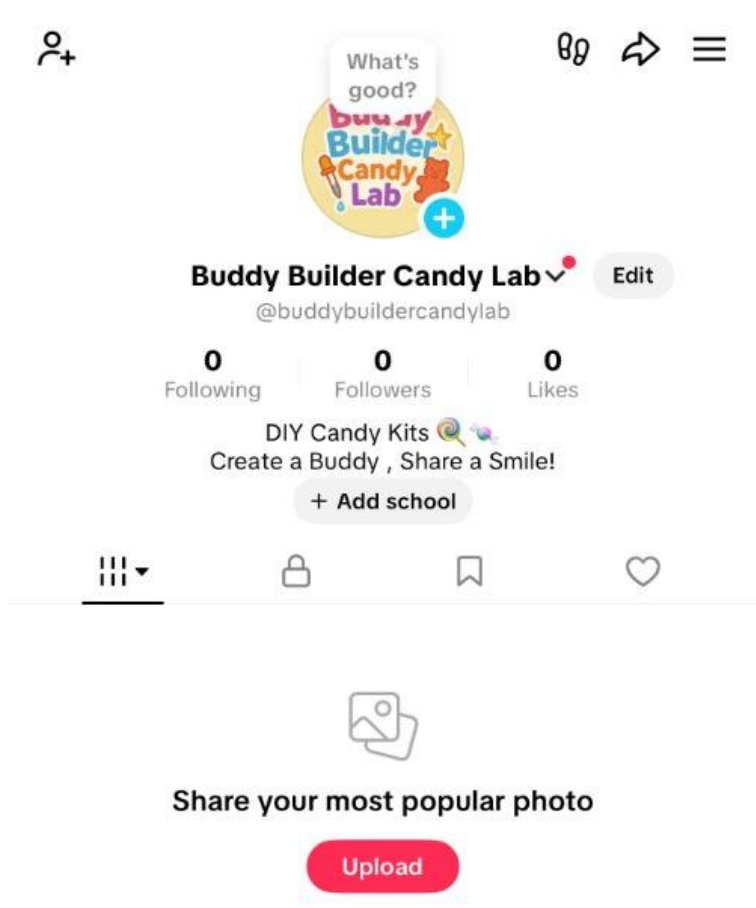 What's
good?
Builder
Candy
Lab
Buddy Builder Candy Lab
Edit
@buddybuildercandylab
0
0
0
Following
Followers
Likes
DIY Candy Kits 🍭 🍬
Create a Buddy , Share a Smile!
+ Add school
Share your most popular photo
Upload